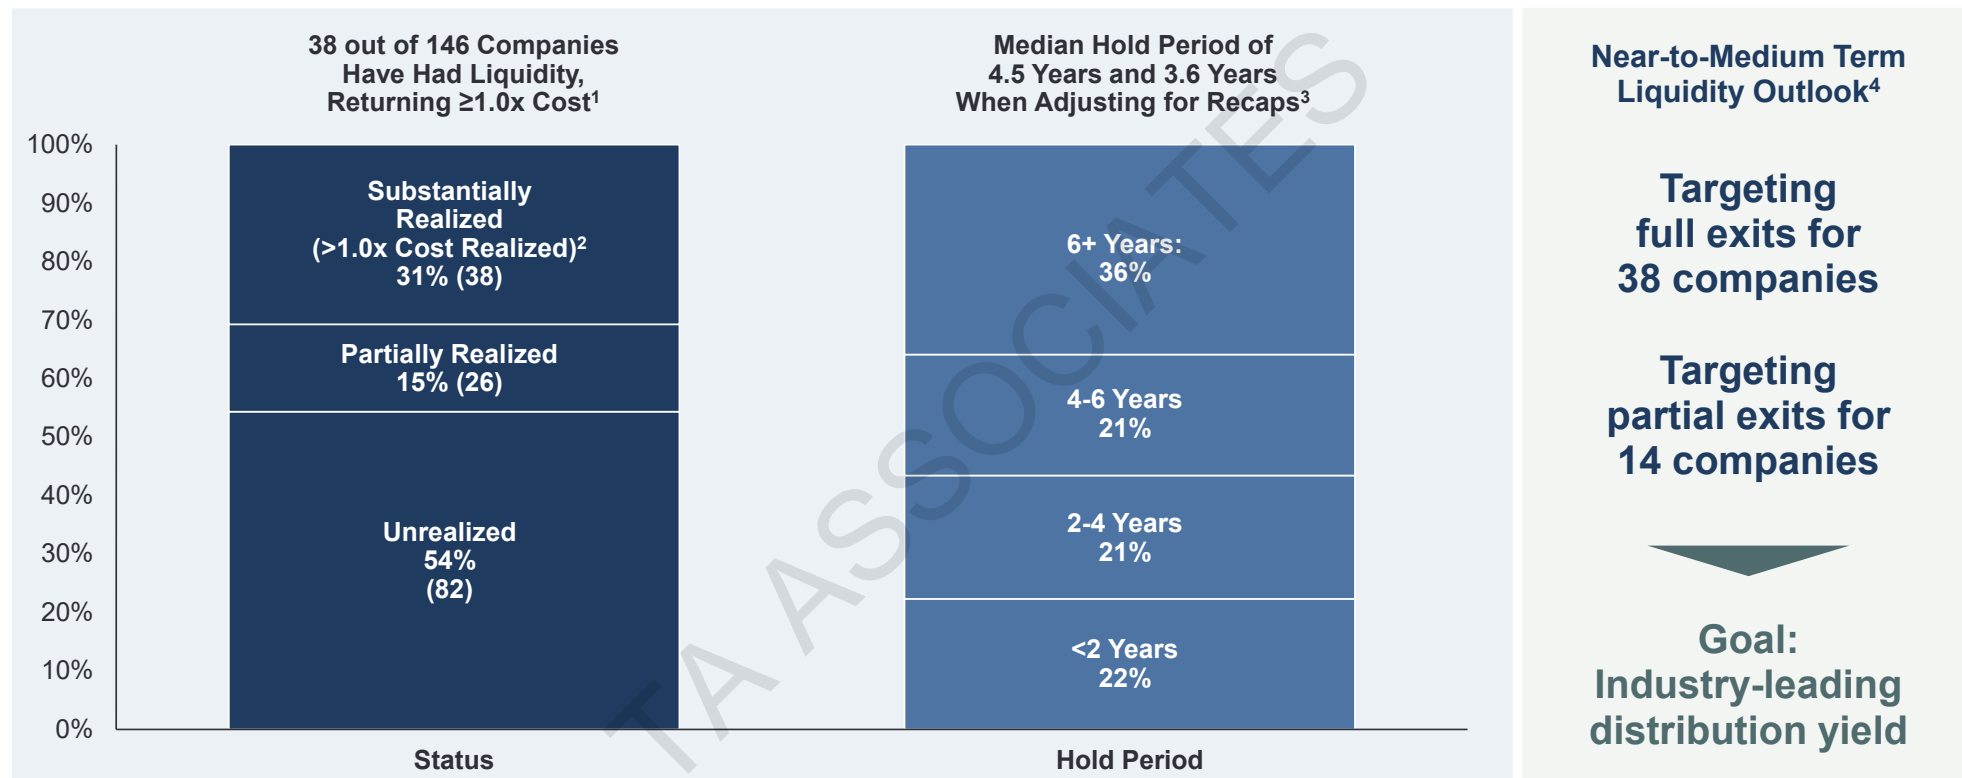 38 out of 146 Companies
Have Had Liquidity,
Returning ≥1.0x Cost¹
100%
90%
80%
70%
60%
50%
40%
30%
20%
10%
0%
Substantially
Realized
(>1.0x Cost Realized)²
31% (38)
Partially Realized
15% (26)
Unrealized
54%
(82)
Status
Median Hold Period of
4.5 Years and 3.6 Years
When Adjusting for Recaps³
6+ Years:
36%
4-6 Years
21%
2-4 Years
21%
<2 Years
22%
Hold Period
TA ASSOCIATES
Near-to-Medium Term
Liquidity Outlook⁴
Targeting
full exits for
38 companies
Targeting
partial exits for
14 companies
Goal:
Industry-leading
distribution yield